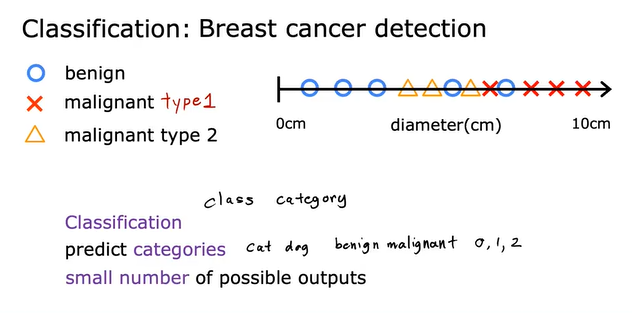 Classification: Breast cancer detection
benign
malignant type1
malignant type 2
0cm diameter(cm) 10cm
class category
Classification
predict categories cat dog benign malignant 0, 1, 2
small number of possible outputs